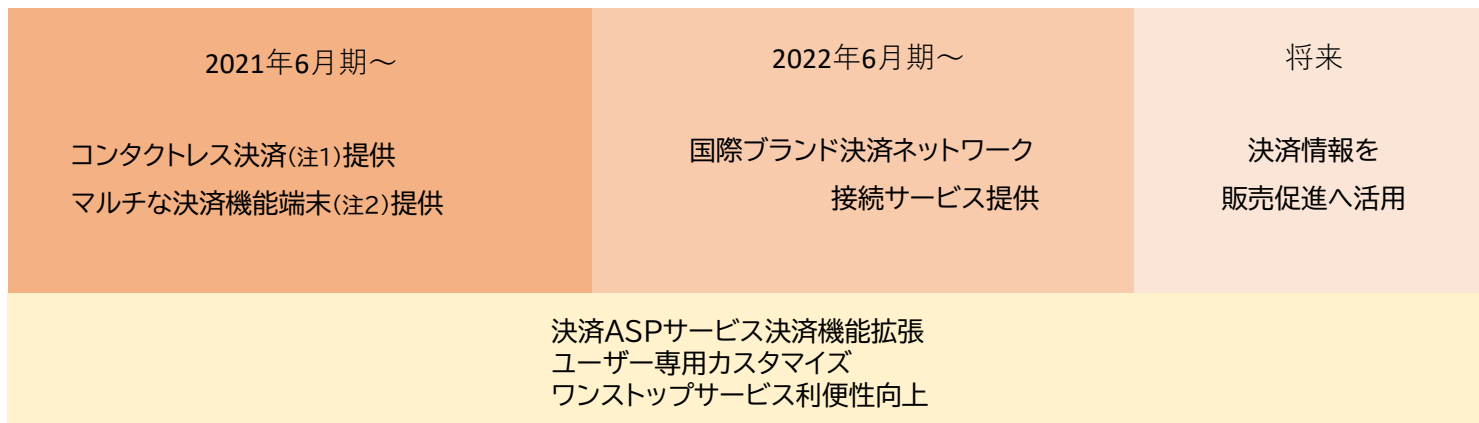 2021年6月期～
コンタクトレス決済(注1)提供
マルチな決済機能端末(注2)提供
2022年6月期～
国際ブランド決済ネットワーク
接続サービス提供
将来
決済情報を
販売促進へ活用
決済ASPサービス決済機能拡張
ユーザー専用カスタマイズ
ワンストップサービス利便性向上